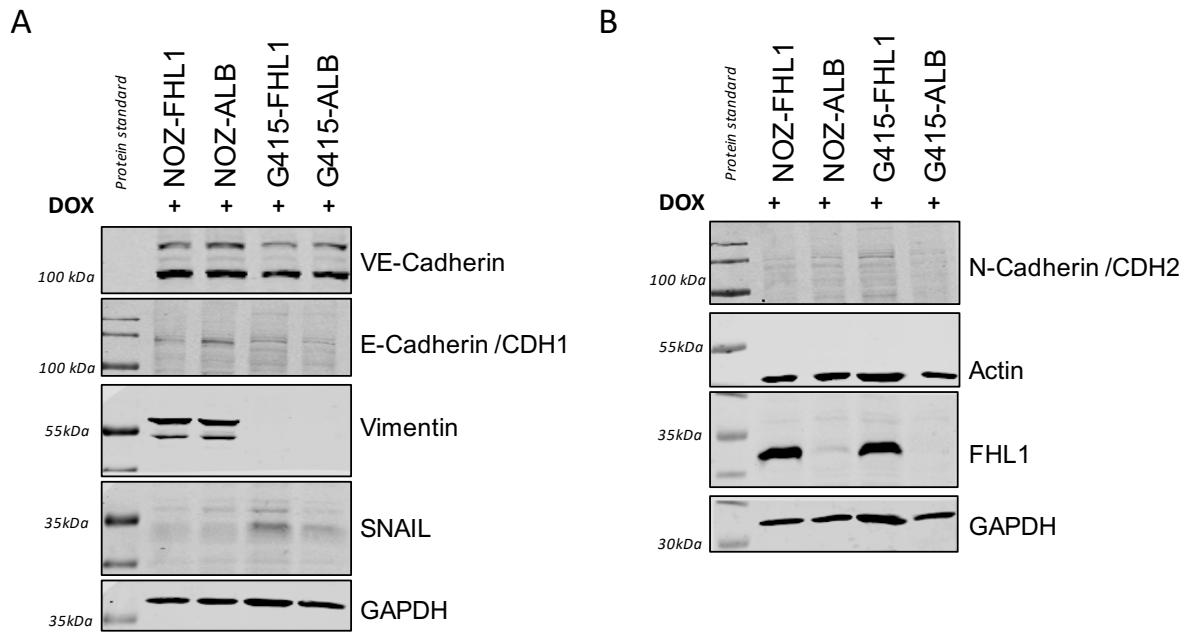 A
Protein standard
NOZ-FHL1
NOZ-ALB
G415-FHL1
G415-ALB
DOX + + + +
100 kDa VE-Cadherin
100 kDa E-Cadherin /CDH1
55kDa Vimentin
35kDa SNAIL
35kDa GAPDH
B
Protein standard
NOZ-FHL1
NOZ-ALB
G415-FHL1
G415-ALB
DOX + + + +
100 kDa N-Cadherin /CDH2
55kDa Actin
35kDa FHL1
30kDa GAPDH